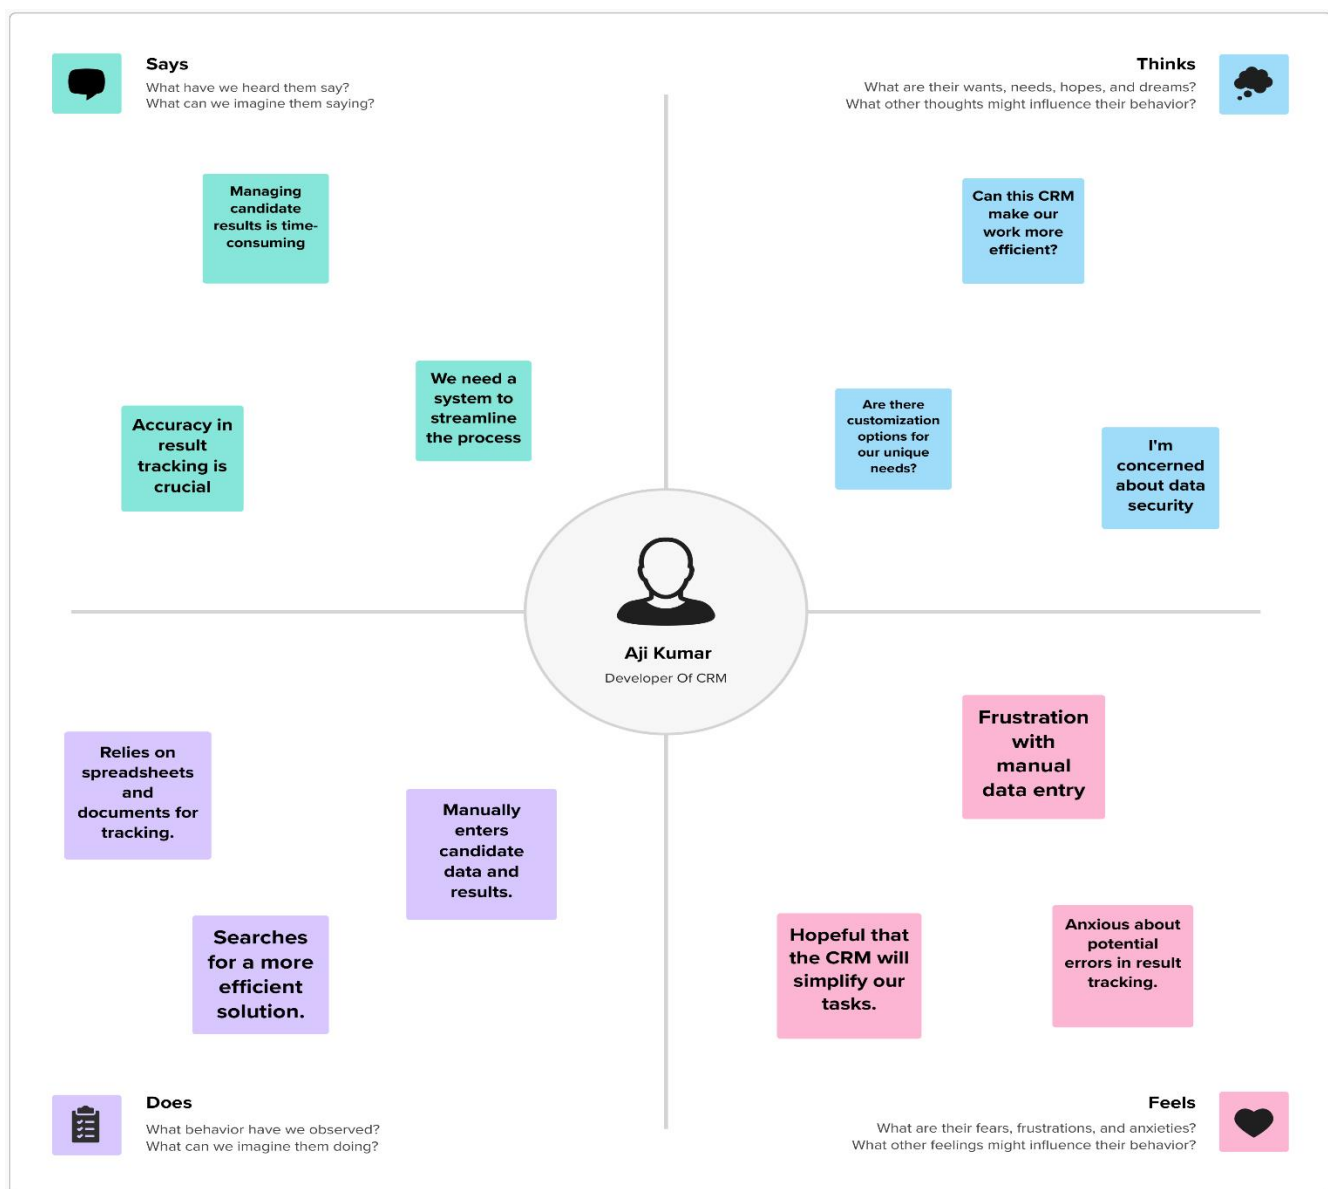 Says
What have we heard them say?
What can we imagine them saying?
Thinks
What are their wants, needs, hopes, and dreams?
What other thoughts might influence their behavior?
Managing
candidate
results is time-
consuming
We need a
system to
streamline
the process
Accuracy in
result
tracking is
crucial
Can this CRM
make our
work more
efficient?
Are there
customization
options for
our unique
needs?
I'm
concerned
about data
security
Aji Kumar
Developer Of CRM
Relies on
spreadsheets
and
documents for
tracking.
Manually
enters
candidate
data and
results.
Searches
for a more
efficient
solution.
Frustration
with
manual
data entry
Hopeful that
the CRM will
simplify our
tasks.
Anxious about
potential
errors in result
tracking.
Does
What behavior have we observed?
What can we imagine them doing?
Feels
What are their fears, frustrations, and anxieties?
What other feelings might influence their behavior?